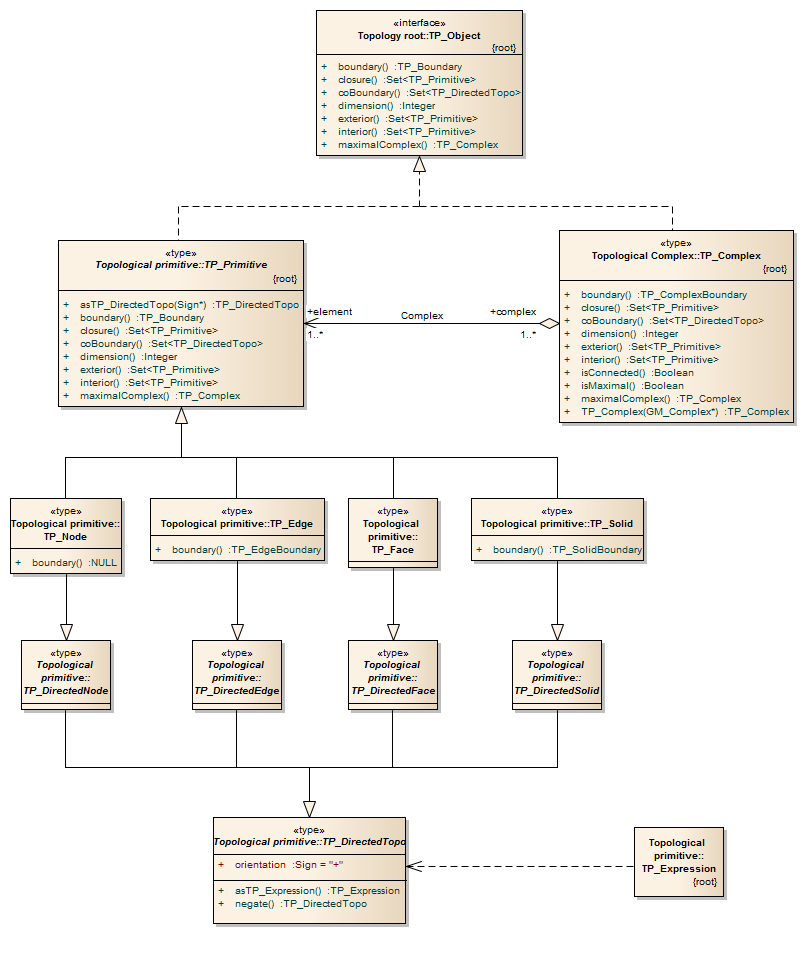 «interface»
Topology root::TP_Object
{root}
+ boundary() :TP_Boundary
+ closure() :Set<TP_Primitive>
+ coBoundary() :Set<TP_DirectedTopo>
+ dimension() :Integer
+ exterior() :Set<TP_Primitive>
+ interior() :Set<TP_Primitive>
+ maximalComplex() :TP_Complex
«type»
Topological primitive::TP_Primitive
{root}
+ asTP_DirectedTopo(Sign*) :TP_DirectedTopo
+ boundary() :TP_Boundary
+ closure() :Set<TP_Primitive>
+ coBoundary() :Set<TP_DirectedTopo>
+ dimension() :Integer
+ exterior() :Set<TP_Primitive>
+ interior() :Set<TP_Primitive>
+ maximalComplex() :TP_Complex
+element
1..*
Complex
+complex
1..*
«type»
Topological Complex::TP_Complex
{root}
+ boundary() :TP_ComplexBoundary
+ closure() :Set<TP_Primitive>
+ coBoundary() :Set<TP_DirectedTopo>
+ dimension() :Integer
+ exterior() :Set<TP_Primitive>
+ interior() :Set<TP_Primitive>
+ isConnected() :Boolean
+ isMaximal() :Boolean
+ maximalComplex() :TP_Complex
+ TP_Complex(GM_Complex*) :TP_Complex
«type»
Topological primitive::
TP_Node
+ boundary() :NULL
«type»
Topological primitive::TP_Edge
+ boundary() :TP_EdgeBoundary
«type»
Topological
primitive::
TP_Face
«type»
Topological primitive::TP_Solid
+ boundary() :TP_SolidBoundary
«type»
Topological
primitive::
TP_DirectedNode
«type»
Topological
primitive::
TP_DirectedEdge
«type»
Topological
primitive::
TP_DirectedFace
«type»
Topological
primitive::
TP_DirectedSolid
«type»
Topological primitive::TP_DirectedTopo
+ orientation :Sign = "+"
+ asTP_Expression() :TP_Expression
+ negate() :TP_DirectedTopo
Topological
primitive::
TP_Expression
{root}